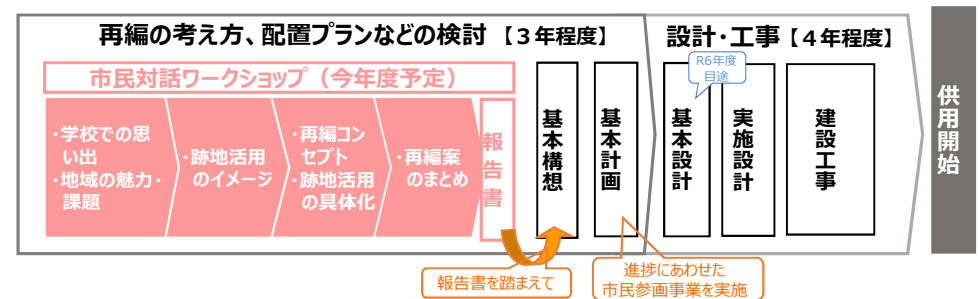 再編の考え方、配置プランなどの検討【3年程度】
設計・工事【4年程度】
市民対話ワークショップ（今年度予定）
・学校での思
い出
・地域の魅力・
課題
・跡地活用
のイメージ
・再編コン
セプト
・跡地活用
の具体化
・再編案
のまとめ
報告書
基本構想
基本計画
R6年度
目途
基本設計
実施設計
建設工事
供用開始
報告書を踏まえて
進捗にあわせた
市民参画事業を実施